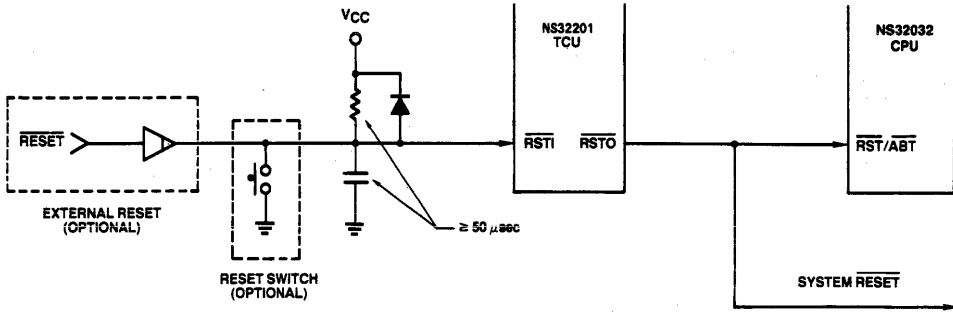 VCC
NS32201
TCU
NS32032
CPU
RESET
RSTI
RSTO
RST/ABT
EXTERNAL RESET
(OPTIONAL)
≥ 50 μsec
RESET SWITCH
(OPTIONAL)
SYSTEM RESET